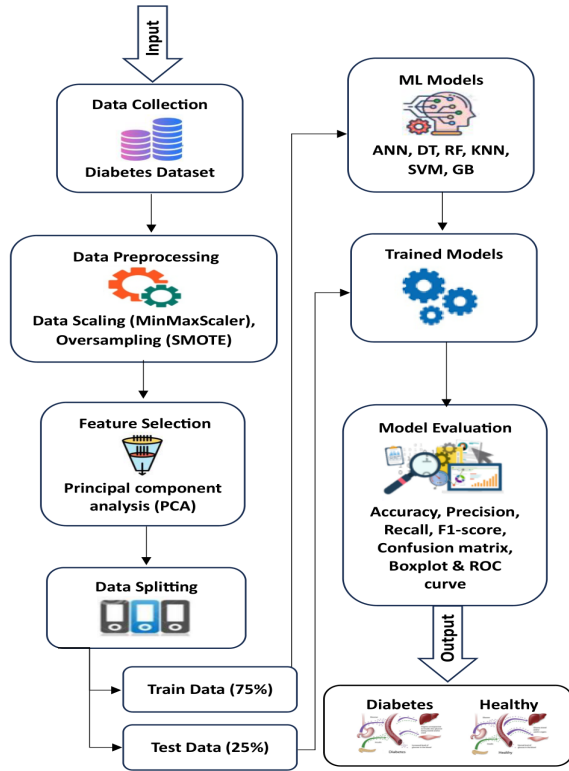 Input
Data Collection
Diabetes Dataset
Data Preprocessing
Data Scaling (MinMaxScaler),
Oversampling (SMOTE)
Feature Selection
Principal component
analysis (PCA)
Data Splitting
Train Data (75%)
Test Data (25%)
ML Models
ANN, DT, RF, KNN,
SVM, GB
Trained Models
Model Evaluation
Accuracy, Precision,
Recall, F1-score,
Confusion matrix,
Boxplot & ROC
curve
Output
Diabetes
Healthy
Diabetes
Healthy